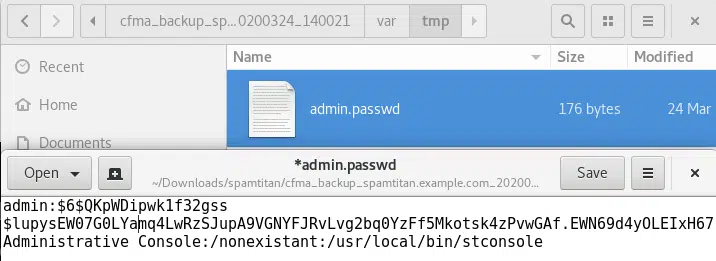 cfma_backup_sp...0200324_140021 var tmp
Name Size Modified
Recent
Home
Documents
admin.passwd 176 bytes 24 Mar
Open *admin.passwd Save
~/Downloads/spamtitan/cfma_backup_spamtitan.example.com_20200...
admin:$6$QKpWDipwk1f32gss
$lupysEW07G0LYamq4LwRzSJupA9VGNYFJRvLvg2bq0YzFf5Mkotsk4zPvwGAf.EWN69d4yOLEIxH67
Administrative Console:/nonexistant:/usr/local/bin/stconsole